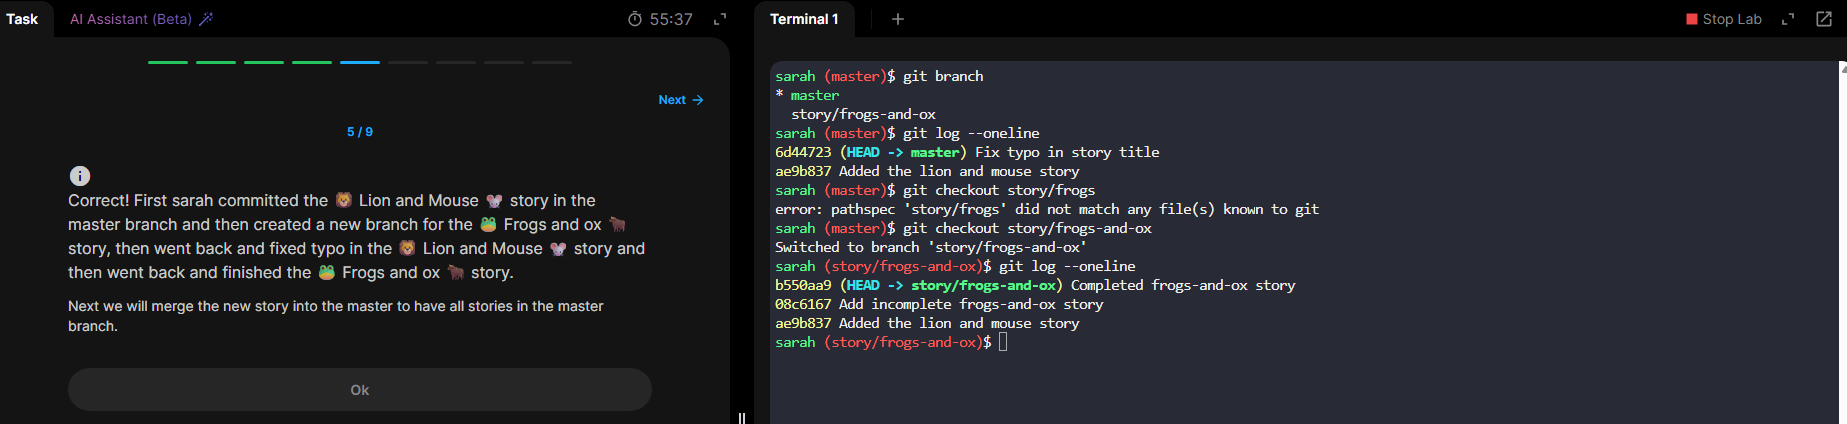 Task
AI Assistant (Beta)
55:37
Next →
5 / 9
Correct! First sarah committed the 🦁 Lion and Mouse 🐭 story in the
master branch and then created a new branch for the 🐸 Frogs and ox 🐂
story, then went back and fixed typo in the 🦁 Lion and Mouse 🐭 story and
then went back and finished the 🐸 Frogs and ox 🐂 story.
Next we will merge the new story into the master to have all stories in the master
branch.
Ok
Terminal 1
+
Stop Lab
sarah (master)$ git branch
* master
  story/frogs-and-ox
sarah (master)$ git log --oneline
6d44723 (HEAD -> master) Fix typo in story title
ae9b837 Added the lion and mouse story
sarah (master)$ git checkout story/frogs
error: pathspec 'story/frogs' did not match any file(s) known to git
sarah (master)$ git checkout story/frogs-and-ox
Switched to branch 'story/frogs-and-ox'
sarah (story/frogs-and-ox)$ git log --oneline
b550aa9 (HEAD -> story/frogs-and-ox) Completed frogs-and-ox story
08c6167 Add incomplete frogs-and-ox story
ae9b837 Added the lion and mouse story
sarah (story/frogs-and-ox)$